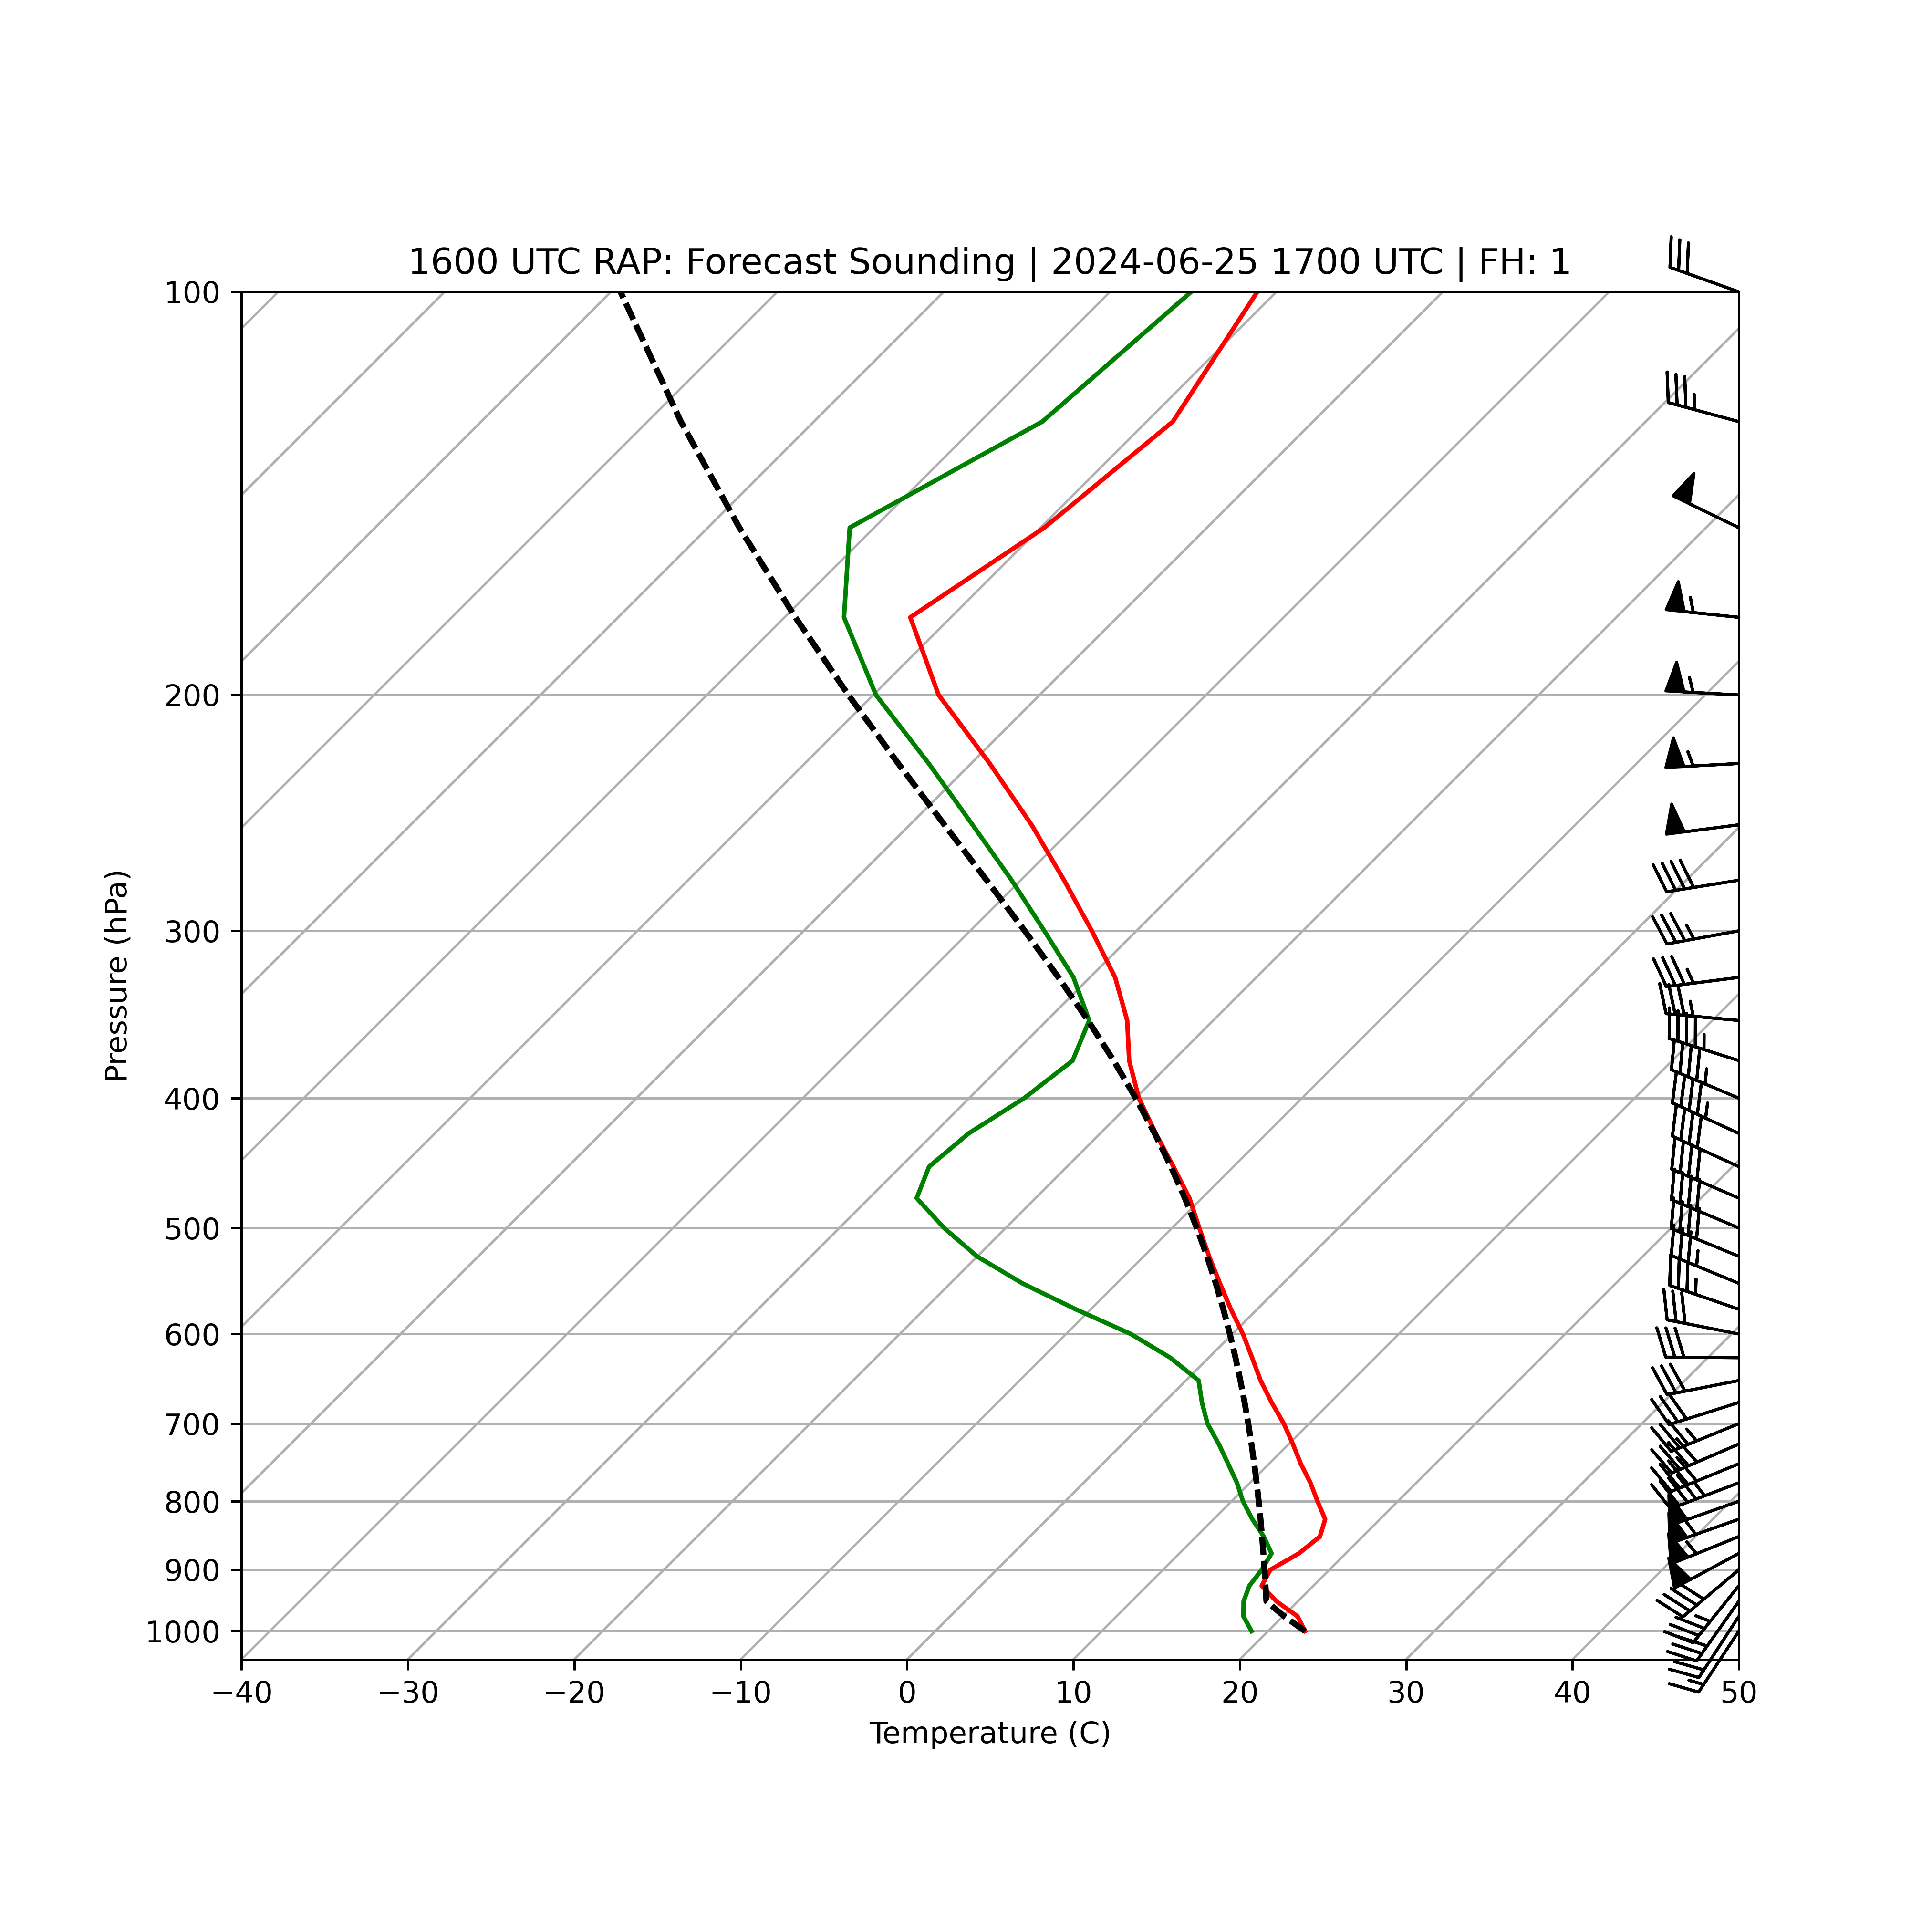 1600 UTC RAP: Forecast Sounding | 2024-06-25 1700 UTC | FH: 1
100
200
300
400
500
600
700
800
900
1000
Pressure (hPa)
−40 −30 −20 −10 0 10 20 30 40 50
Temperature (C)